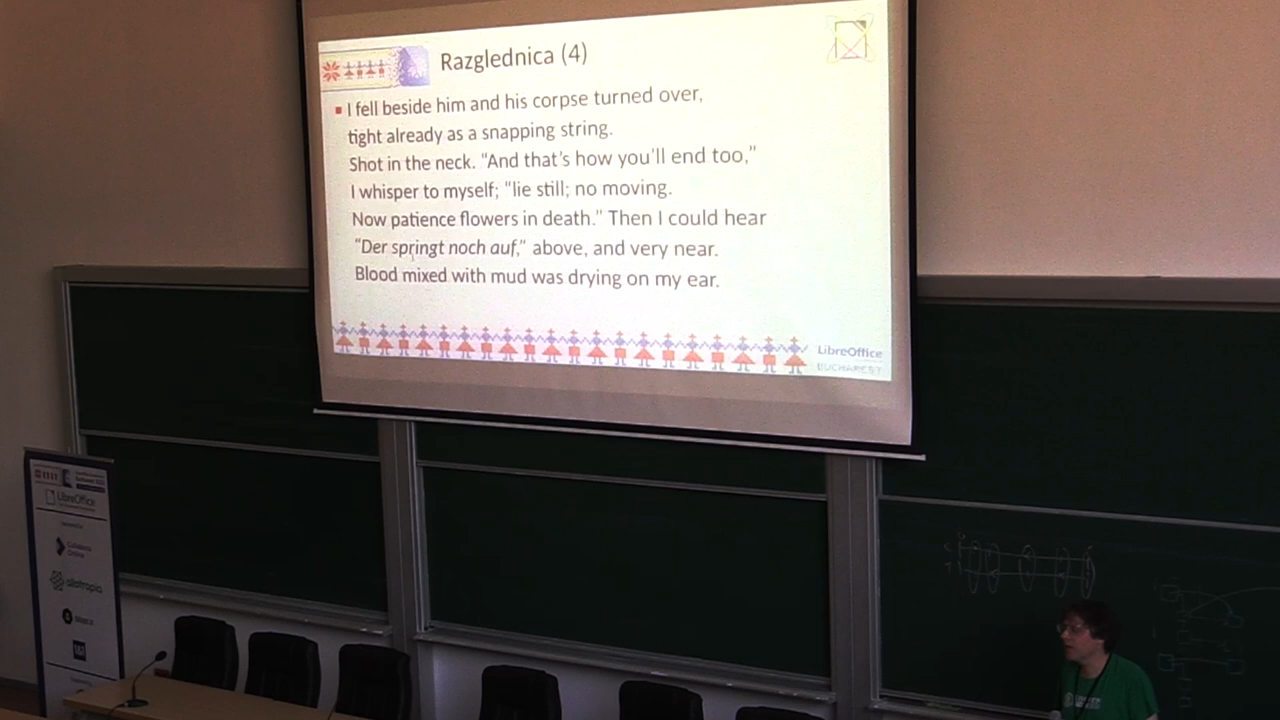 Razglednica (4)
I fell beside him and his corpse turned over,
tight already as a snapping string.
Shot in the neck. “And that’s how you’ll end too,”
I whisper to myself; “lie still; no moving.
Now patience flowers in death.” Then I could hear
“Der springt noch auf,” above, and very near.
Blood mixed with mud was drying on my ear.
LibreOffice
BUCHAREST
LibreOffice
Collabora
Online
allotropia